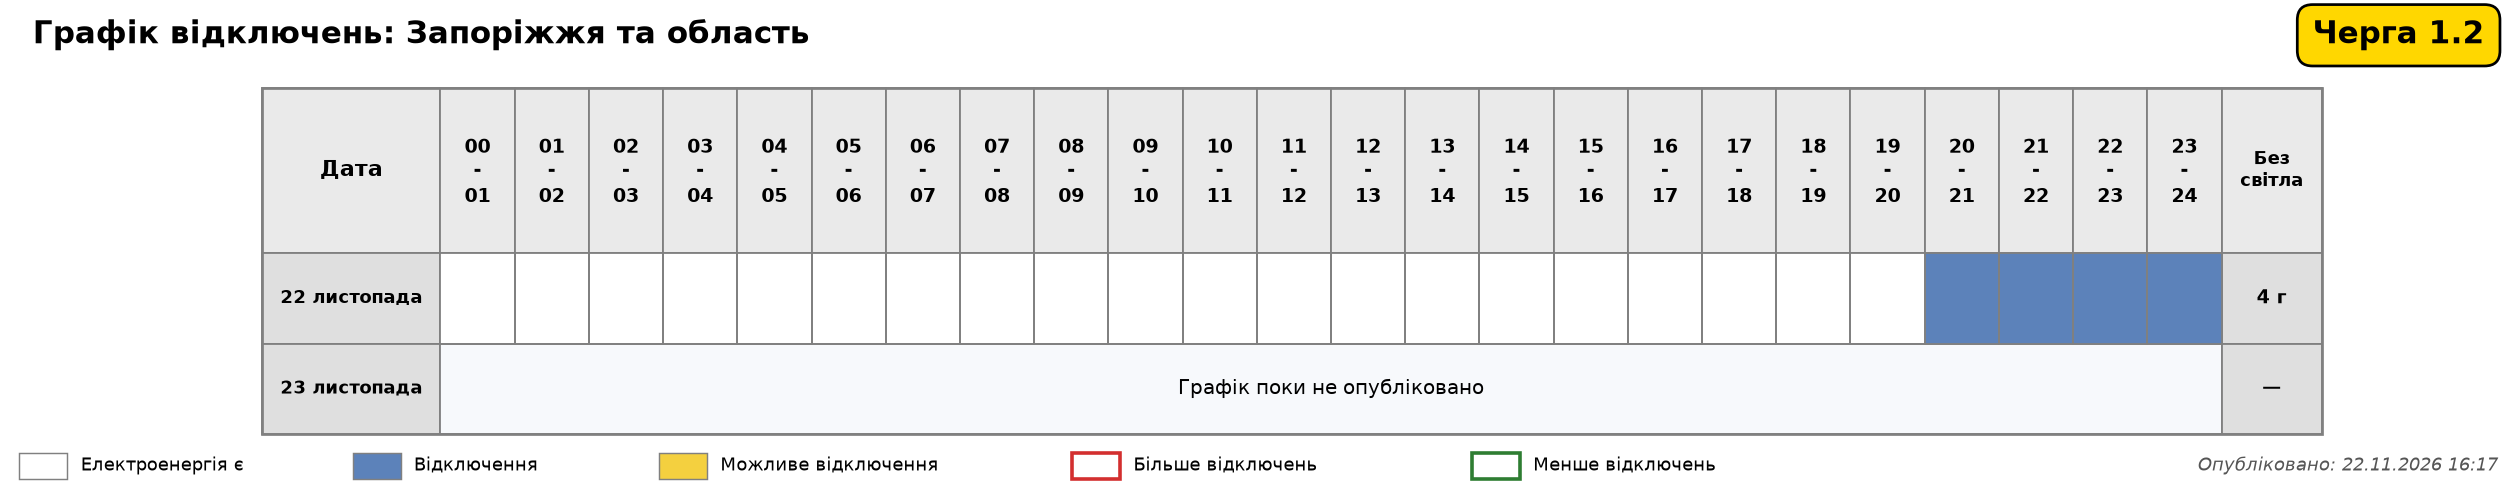 Графік відключень: Запоріжжя та область
Черга 1.2
Дата
00 - 01
01 - 02
02 - 03
03 - 04
04 - 05
05 - 06
06 - 07
07 - 08
08 - 09
09 - 10
10 - 11
11 - 12
12 - 13
13 - 14
14 - 15
15 - 16
16 - 17
17 - 18
18 - 19
19 - 20
20 - 21
21 - 22
22 - 23
23 - 24
Без
світла
22 листопада
4 г
23 листопада
Графік поки не опубліковано
—
Електроенергія є
Відключення
Можливе відключення
Більше відключень
Менше відключень
Опубліковано: 22.11.2026 16:17